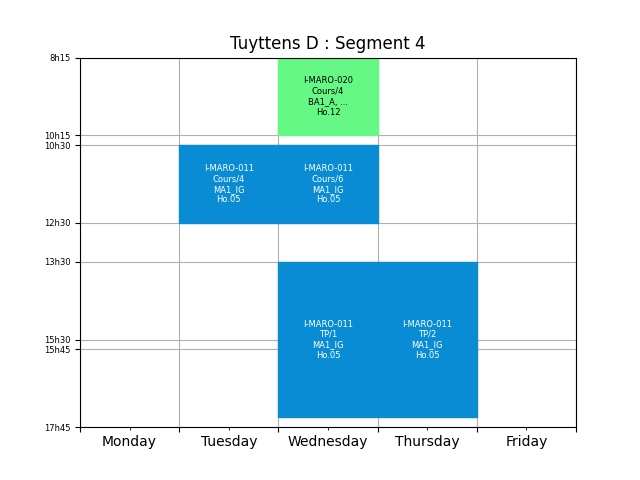 Tuyttens D : Segment 4
8h15
I-MARO-020
Cours/4
BA1_A, ...
Ho.12
10h15
10h30
I-MARO-011
Cours/4
MA1_IG
Ho.05
I-MARO-011
Cours/6
MA1_IG
Ho.05
12h30
13h30
I-MARO-011
TP/1
MA1_IG
Ho.05
I-MARO-011
TP/2
MA1_IG
Ho.05
15h30
15h45
17h45
Monday Tuesday Wednesday Thursday Friday